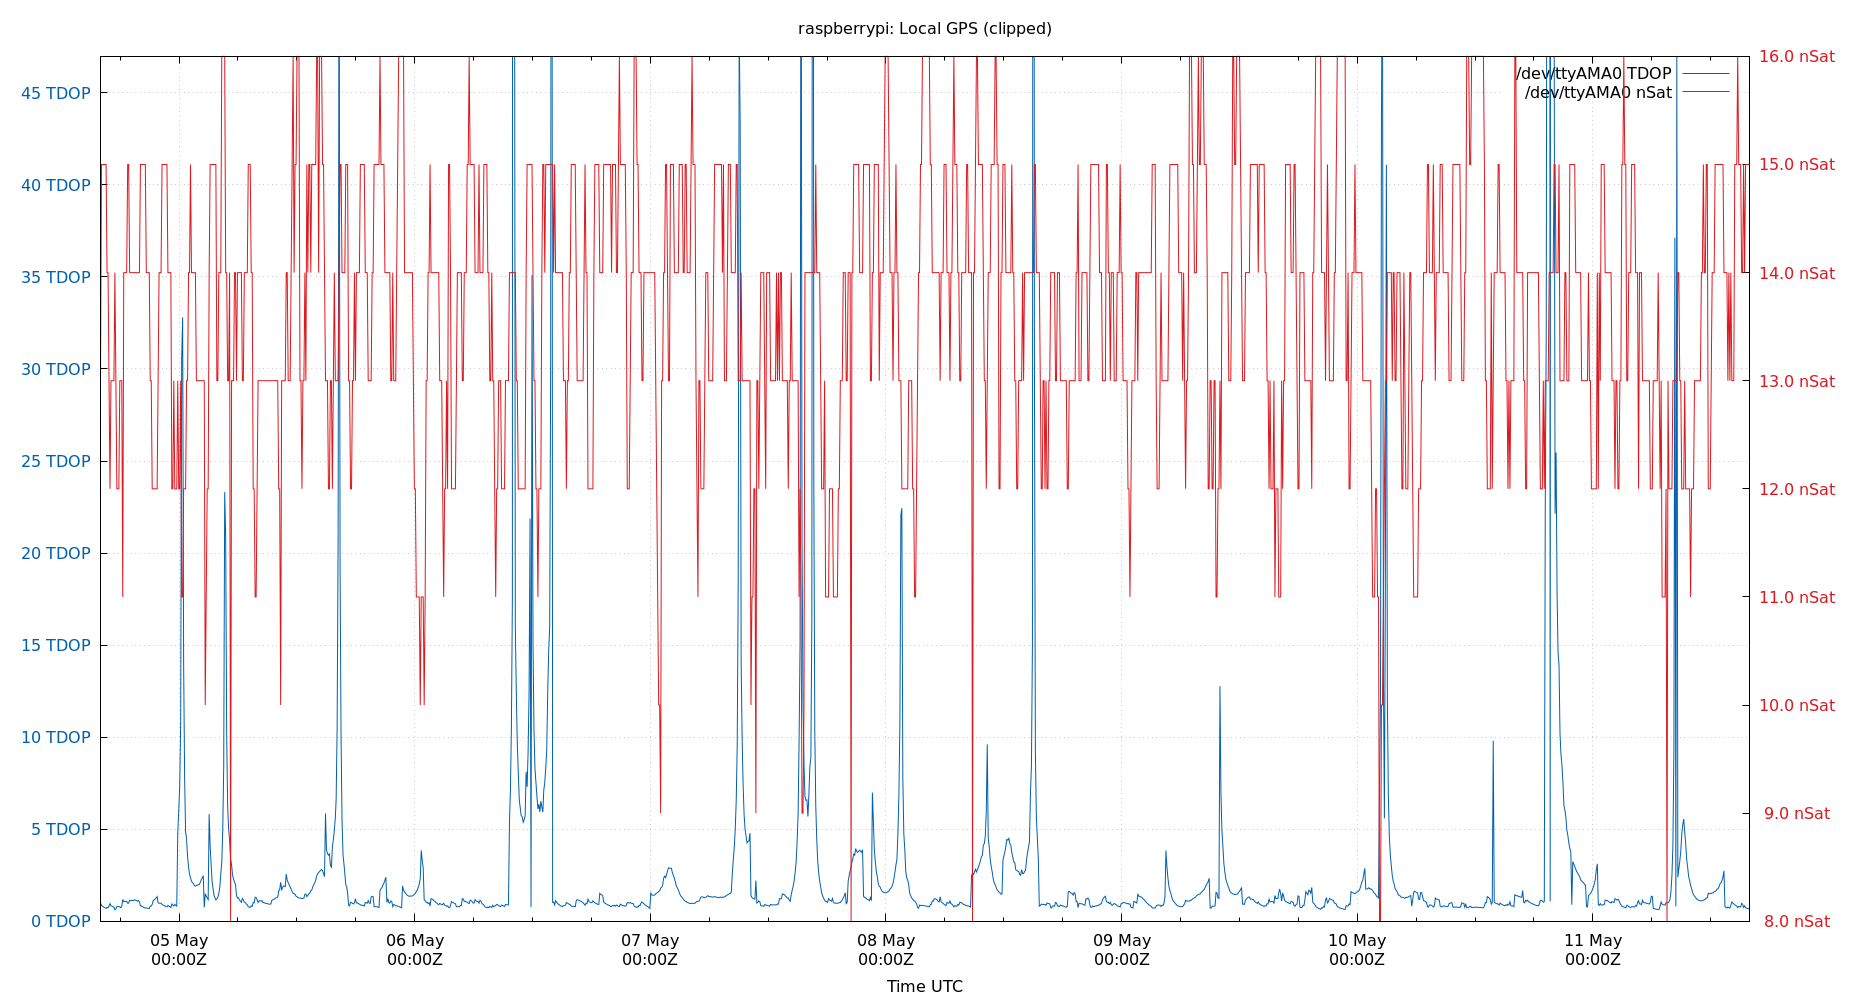 raspberrypi: Local GPS (clipped)
16.0 nSat
/dev/ttyAMA0 TDOP
45 TDOP
/dev/ttyAMA0 nSat
15.0 nSat
40 TDOP
35 TDOP
14.0 nSat
30 TDOP
13.0 nSat
25 TDOP
12.0 nSat
20 TDOP
11.0 nSat
15 TDOP
10.0 nSat
10 TDOP
9.0 nSat
5 TDOP
0 TDOP
8.0 nSat
05 May 06 May 07 May 08 May 09 May 10 May 11 May
00:00Z 00:00Z 00:00Z 00:00Z 00:00Z 00:00Z 00:00Z
Time UTC